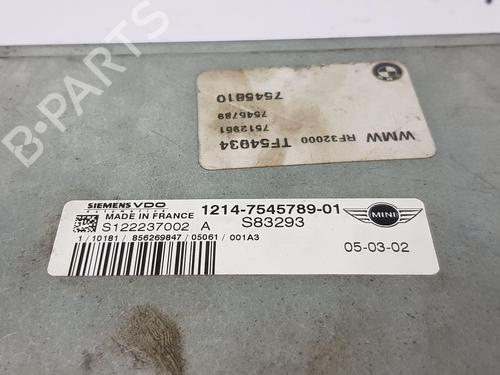 WMW RF32000 TF54934
7512961
7546789
7545810
SIEMENS VDO
MADE IN FRANCE
1214-7545789-01
MINI
S122237002 A S83293
05-03-02
1/10181/ 856269847/05061/001A3
B-PARTS